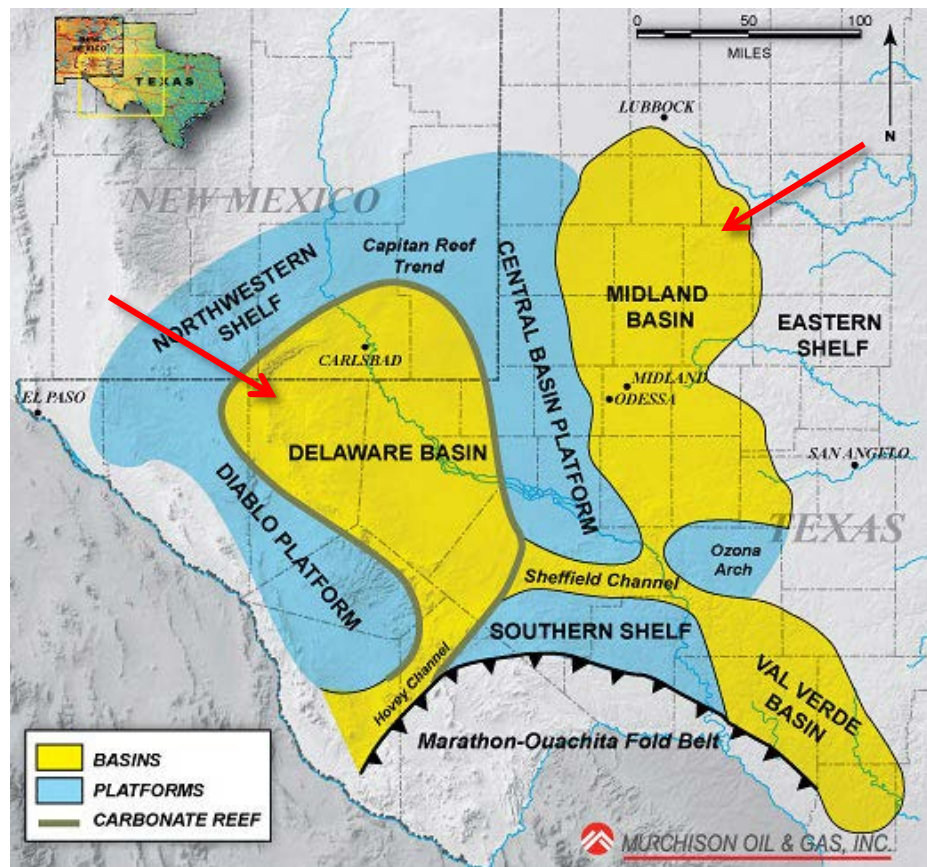 NEW
MEXICO
TEXAS
0 50 100
MILES
N
LUBBOCK
NEW MEXICO
Capitan Reef
Trend
NORTHWESTERN
SHELF
CENTRAL BASIN PLATFORM
MIDLAND
BASIN
EASTERN
SHELF
CARLSBAD
MIDLAND
ODESSA
EL PASO
DELAWARE BASIN
SAN ANGELO
DIABLO PLATFORM
TEXAS
Ozona
Arch
Sheffield Channel
SOUTHERN SHELF
Hovey Channel
VAL VERDE
BASIN
Marathon-Ouachita Fold Belt
BASINS
PLATFORMS
CARBONATE REEF
MURCHISON OIL & GAS, INC.